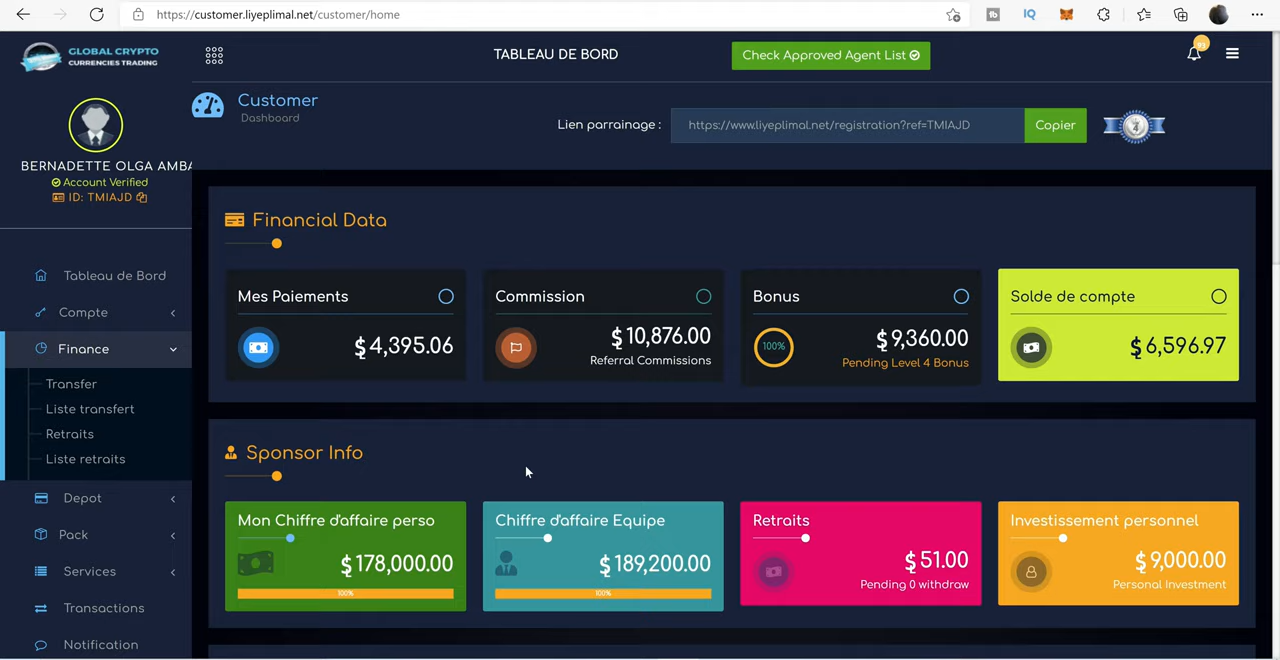 https://customer.liyeplimal.net/customer/home
IQ
GLOBAL CRYPTO
CURRENCIES TRADING
TABLEAU DE BORD
Check Approved Agent List
Customer
Dashboard
Lien parrainage :
https://www.liyeplimal.net/registration?ref=TMIAJD
Copier
4
BERNADETTE OLGA AMBA
Account Verified
ID: TMIAJD
Tableau de Bord
Compte
Finance
Transfer
Liste transfert
Retraits
Liste retraits
Depot
Pack
Services
Transactions
Notification
Financial Data
Mes Paiements
$4,395.06
Commission
$10,876.00
Referral Commissions
Bonus
100%
$9,360.00
Pending Level 4 Bonus
Solde de compte
$6,596.97
Sponsor Info
Mon Chiffre d'affaire perso
$178,000.00
100%
Chiffre d'affaire Equipe
$189,200.00
100%
Retraits
$51.00
Pending 0 withdraw
Investissement personnel
$9,000.00
Personal Investment